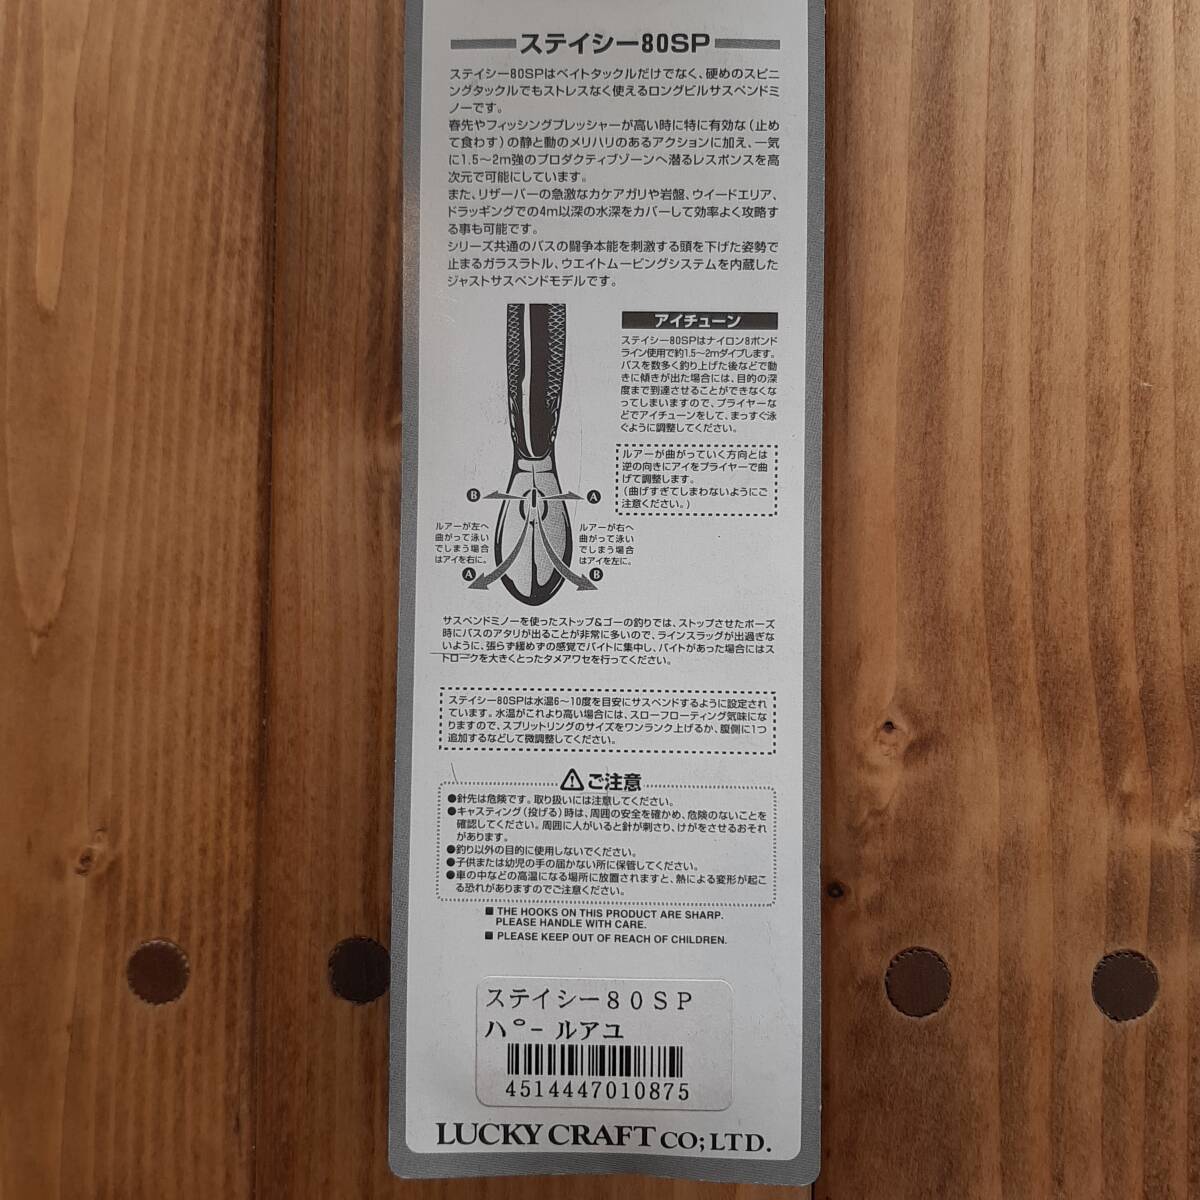 ステイシー80SP
ステイシー80SPはベイトタックルだけでなく、硬めのスピニ
ングタックルでもストレスなく使えるロングビルサスペンドミ
ノーです。
春先やフィッシングプレッシャーが高い時に特に有効な(止め
て食わす)の静と動のメリハリのあるアクションに加え、一気
に1.5〜2m強のプロダクティブゾーンへ潜るレスポンスを高
次元で可能にしています。
また、リザーバーの急激なカケアガリや岩盤、ウイードエリア、
ドラッギングでの4m以深の水深をカバーして効率よく攻略す
る事も可能です。
シリーズ共通のバスの闘争本能を刺激する頭を下げた姿勢で
止まるガラスラトル、ウエイトムービングシステムを内蔵した
ジャストサスペンドモデルです。
アイチューン
ステイシー80SPはナイロン8ポンド
ライン使用で約1.5〜2mダイブします。
バスを数多く釣り上げた後などで動
きに傾きが出た場合には、目的の深
度まで到達させることができなくな
ってしまいますので、プライヤーな
どでアイチューンをして、まっすぐ泳
ぐように調整してください。
ルアーが曲がっていく方向とは
逆の向きにアイをプライヤーで曲
げて調整します。
(曲げすぎてしまわないようにご
注意ください。)
B
A
ルアーが左へ
曲がって泳い
でしまう場合
はアイを右に。
A
ルアーが右へ
曲がって泳い
でしまう場合
はアイを左に。
B
サスペンドミノーを使ったストップ&ゴーの釣りでは、ストップさせたポーズ
時にバスのアタリが出ることが非常に多いので、ラインスラッグが出過ぎな
いように、張らず緩めずの感覚でバイトに集中し、バイトがあった場合にはス
トロークを大きくとったタメアワセを行ってください。
ステイシー80SPは水温6〜10度を目安にサスペンドするように設定され
ています。水温がこれより高い場合には、スローフローティング気味にな
りますので、スプリットリングのサイズをワンランク上げるか、腹側に1つ
追加するなどして微調整してください。
ご注意
●針先は危険です。取り扱いには注意してください。
●キャスティング(投げる)時は、周囲の安全を確かめ、危険のないことを
確認してください。周囲に人がいると針が刺さり、けがをさせるおそれ
があります。
●釣り以外の目的に使用しないでください。
●子供または幼児の手の届かない所に保管してください。
●車の中などの高温になる場所に放置されますと、熱による変形が起こ
る恐れがありますのでご注意ください。
■ THE HOOKS ON THIS PRODUCT ARE SHARP.
PLEASE HANDLE WITH CARE.
■ PLEASE KEEP OUT OF REACH OF CHILDREN.
ステイシー80SP
ハ゜-ルアユ
4514447010875
LUCKY CRAFT CO;LTD.